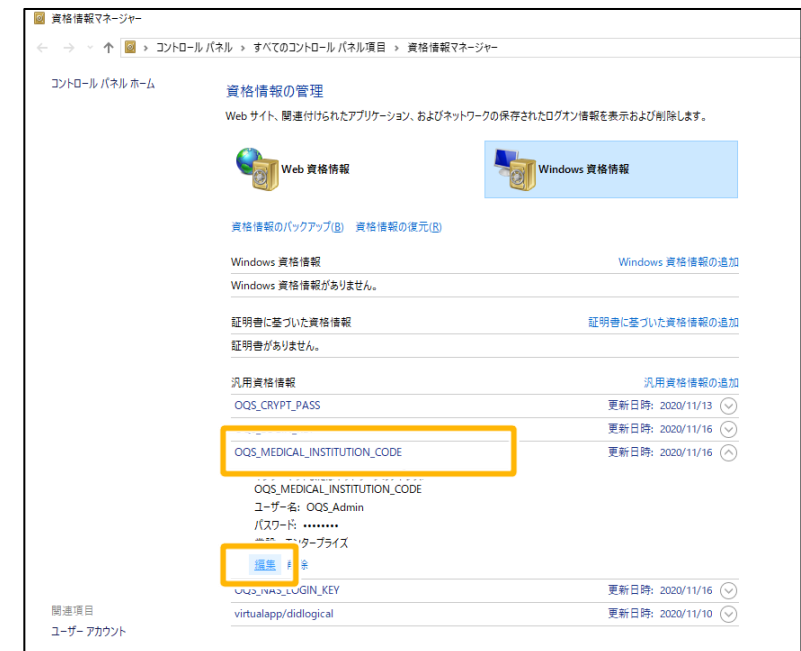 資格情報マネージャー
コントロール パネル › すべてのコントロール パネル項目 › 資格情報マネージャー
コントロール パネル ホーム
資格情報の管理
Web サイト、関連付けられたアプリケーション、およびネットワークの保存されたログオン情報を表示および削除します。
Web 資格情報
Windows 資格情報
資格情報のバックアップ(B) 資格情報の復元(R)
Windows 資格情報 Windows 資格情報の追加
Windows 資格情報がありません。
証明書に基づいた資格情報 証明書に基づいた資格情報の追加
証明書がありません。
汎用資格情報 汎用資格情報の追加
OQS_CRYPT_PASS 更新日時: 2020/11/13
更新日時: 2020/11/16
OQS_MEDICAL_INSTITUTION_CODE 更新日時: 2020/11/16
OQS_MEDICAL_INSTITUTION_CODE
ユーザー名: OQS_Admin
パスワード: ••••••••
エンタープライズ
編集
OQS_NAS_LOGIN_KEY 更新日時: 2020/11/16
virtualapp/didlogical 更新日時: 2020/11/10
関連項目
ユーザー アカウント